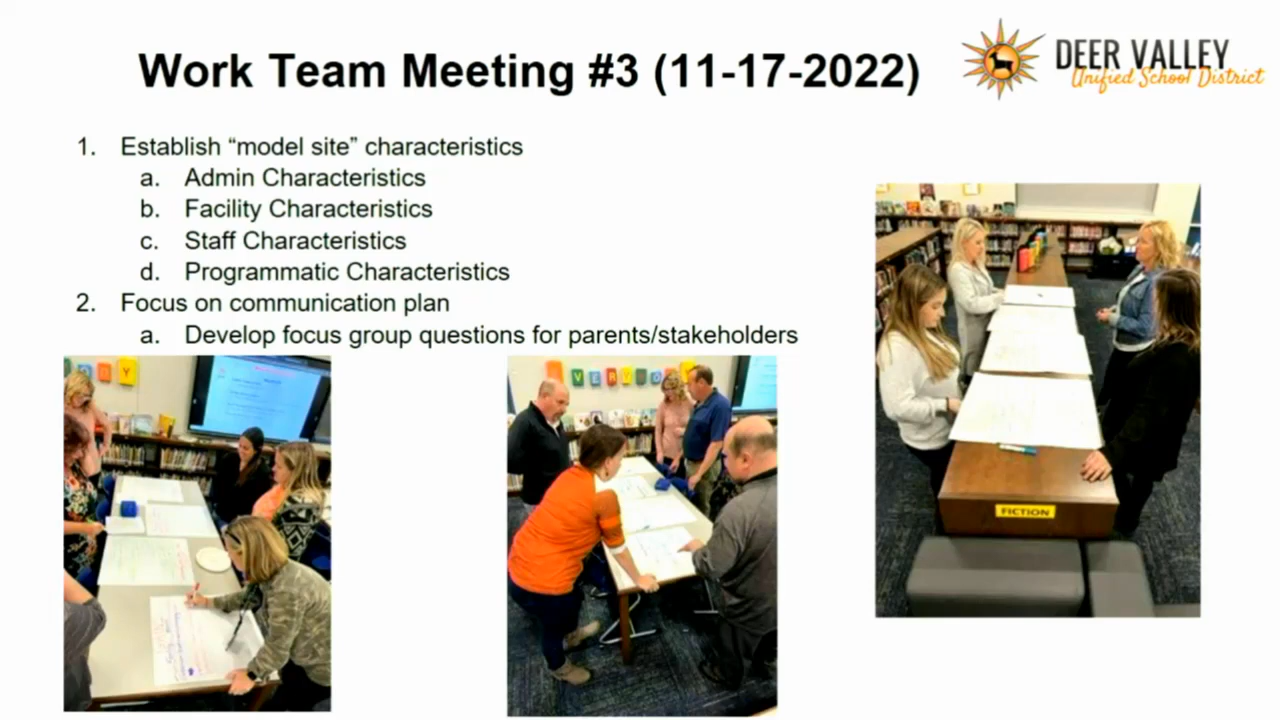 Work Team Meeting #3 (11-17-2022)
DEER VALLEY
Unified School District
1. Establish “model site” characteristics
a. Admin Characteristics
b. Facility Characteristics
c. Staff Characteristics
d. Programmatic Characteristics
2. Focus on communication plan
a. Develop focus group questions for parents/stakeholders
VERYO
FICTION